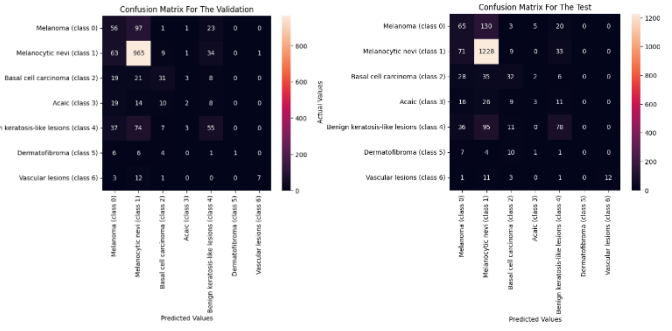 Confusion Matrix For The Validation
Melanoma (class 0) 56 97 1 1 23 0 0
Melanocytic nevi (class 1) 63 965 9 1 34 0 1
Basal cell carcinoma (class 2) 19 21 31 3 8 0 0
Acaic (class 3) 19 14 10 2 8 0 0
keratosis-like lesions (class 4) 37 74 7 3 55 0 0
Dermatofibroma (class 5) 6 6 4 0 1 1 0
Vascular lesions (class 6) 3 12 1 0 0 0 7
Melanoma (class 0)
Melanocytic nevi (class 1)
Basal cell carcinoma (class 2)
Acaic (class 3)
Benign keratosis-like lesions (class 4)
Dermatofibroma (class 5)
Vascular lesions (class 6)
Predicted Values
800
600
400
200
0
Confusion Matrix For The Test
Actual Values
Melanoma (class 0) 65 130 3 5 20 0 0
Melanocytic nevi (class 1) 71 1228 9 0 33 0 0
Basal cell carcinoma (class 2) 28 35 32 2 6 0 0
Acaic (class 3) 16 26 9 3 11 0 0
Benign keratosis-like lesions (class 4) 36 95 11 0 78 0 0
Dermatofibroma (class 5) 7 4 10 1 1 0 0
Vascular lesions (class 6) 1 11 3 0 1 0 12
Melanoma (class 0)
Melanocytic nevi (class 1)
Basal cell carcinoma (class 2)
Acaic (class 3)
Benign keratosis-like lesions (class 4)
Dermatofibroma (class 5)
Vascular lesions (class 6)
Predicted Values
1200
1000
800
600
400
200
0